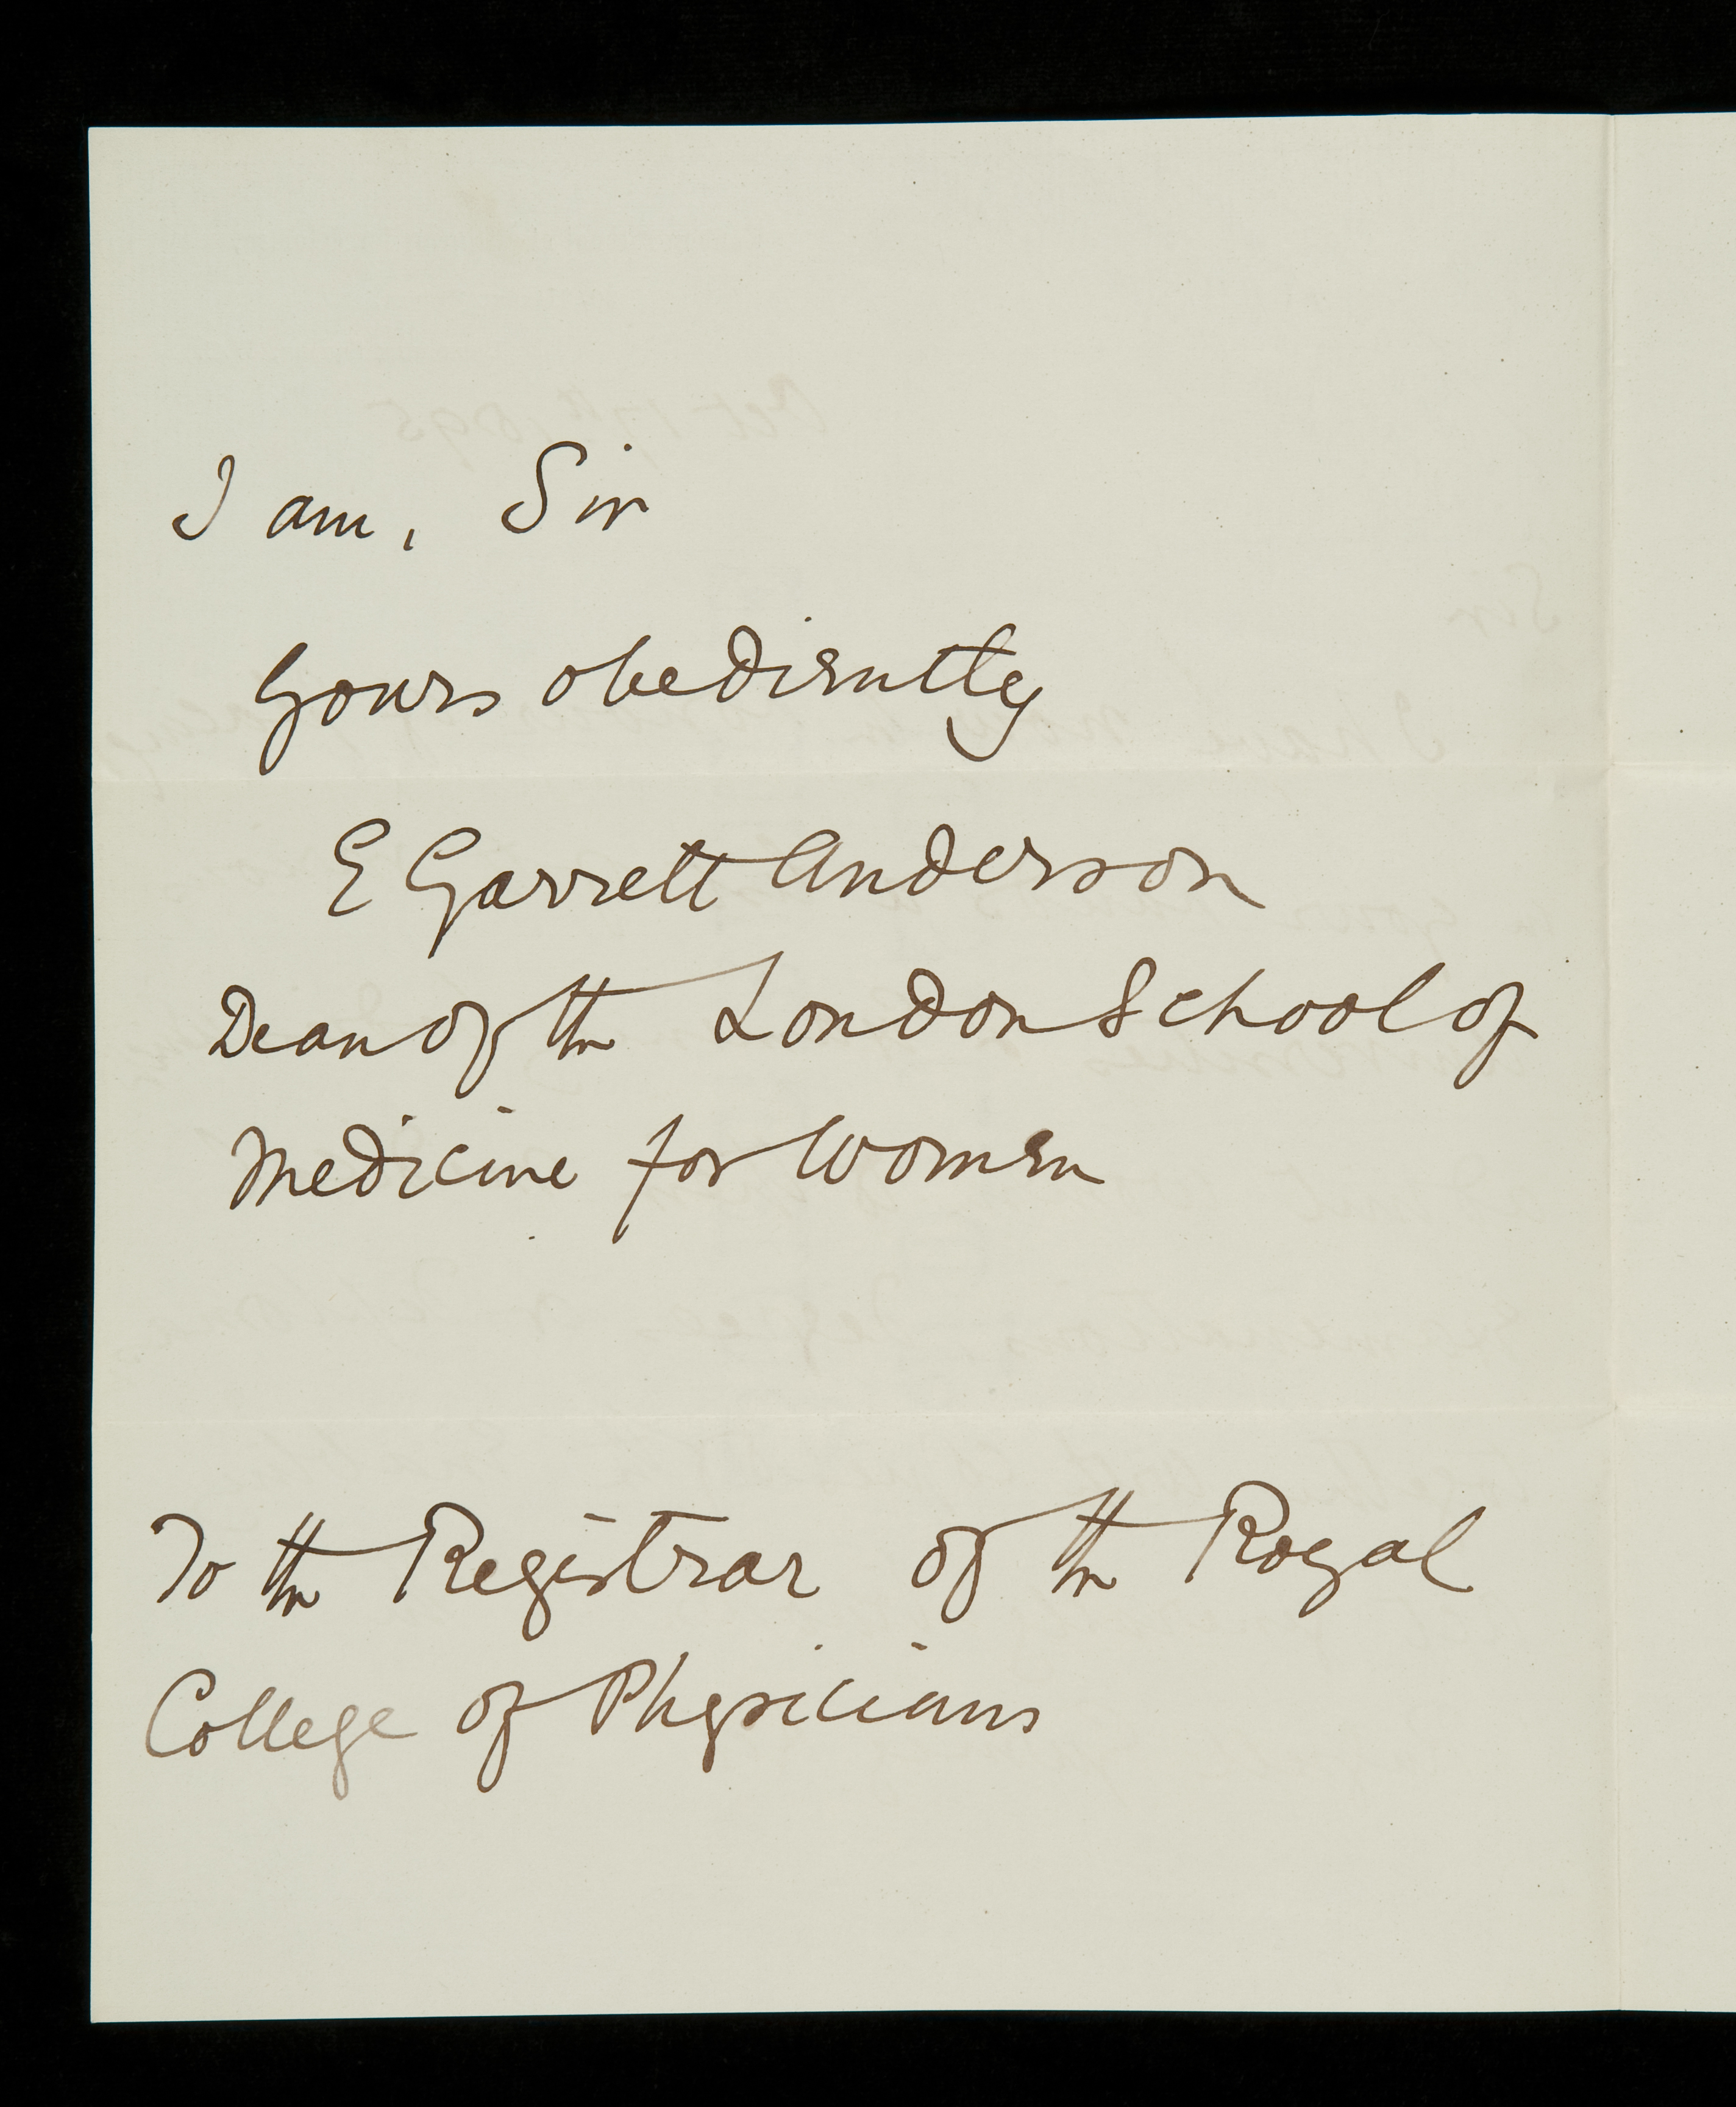 I am, Sir
Yours obediently
E Garrett Anderson
Dean of the London School of
Medicine for Women
To the Registrar of the Royal
College of Physicians